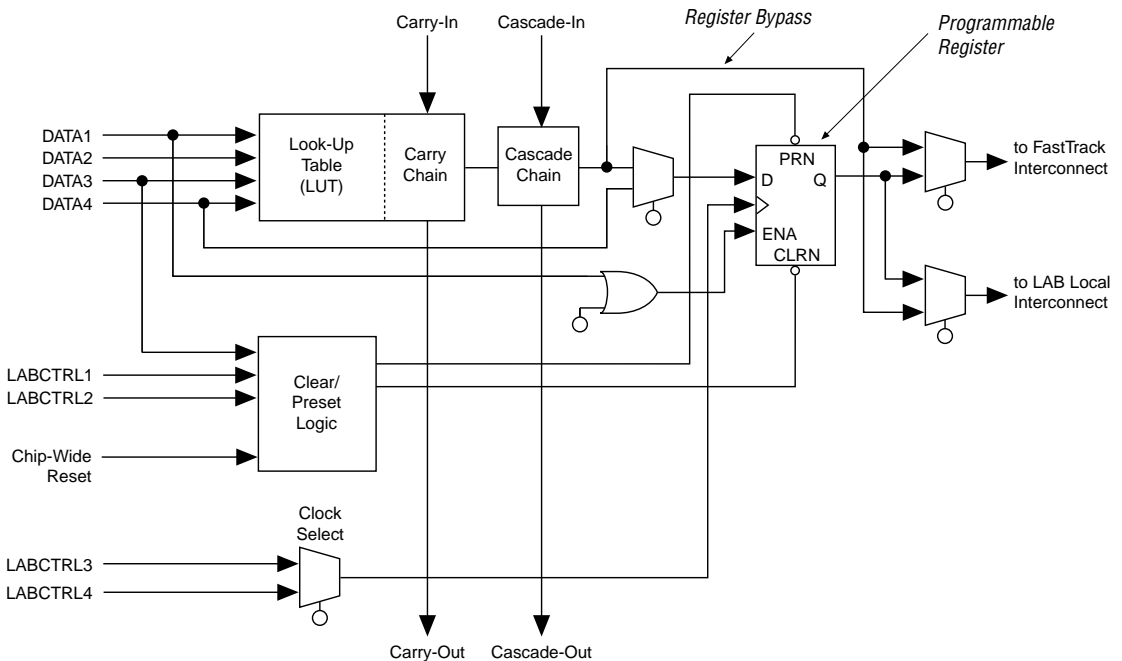 Carry-In
Cascade-In
Register Bypass
Programmable
Register
DATA1
DATA2
DATA3
DATA4
Look-Up
Table
(LUT)
Carry
Chain
Cascade
Chain
PRN
D
Q
ENA
CLRN
to FastTrack
Interconnect
to LAB Local
Interconnect
LABCTRL1
LABCTRL2
Clear/
Preset
Logic
Chip-Wide
Reset
Clock
Select
LABCTRL3
LABCTRL4
Carry-Out
Cascade-Out